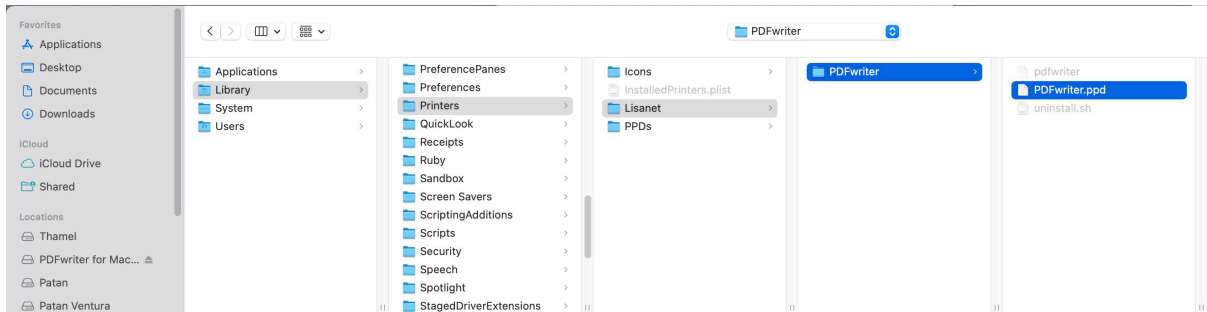 Favorites
Applications
Desktop
Documents
Downloads
iCloud
iCloud Drive
Shared
Locations
Thamel
PDFwriter for Mac...
Patan
Patan Ventura
PDFwriter
Applications
Library
System
Users
PreferencePanes
Preferences
Printers
QuickLook
Receipts
Ruby
Sandbox
Screen Savers
ScriptingAdditions
Scripts
Security
Speech
Spotlight
StagedDriverExtensions
Icons
InstalledPrinters.plist
Lisanet
PPDs
PDFwriter
pdfwriter
PDFwriter.ppd
uninstall.sh